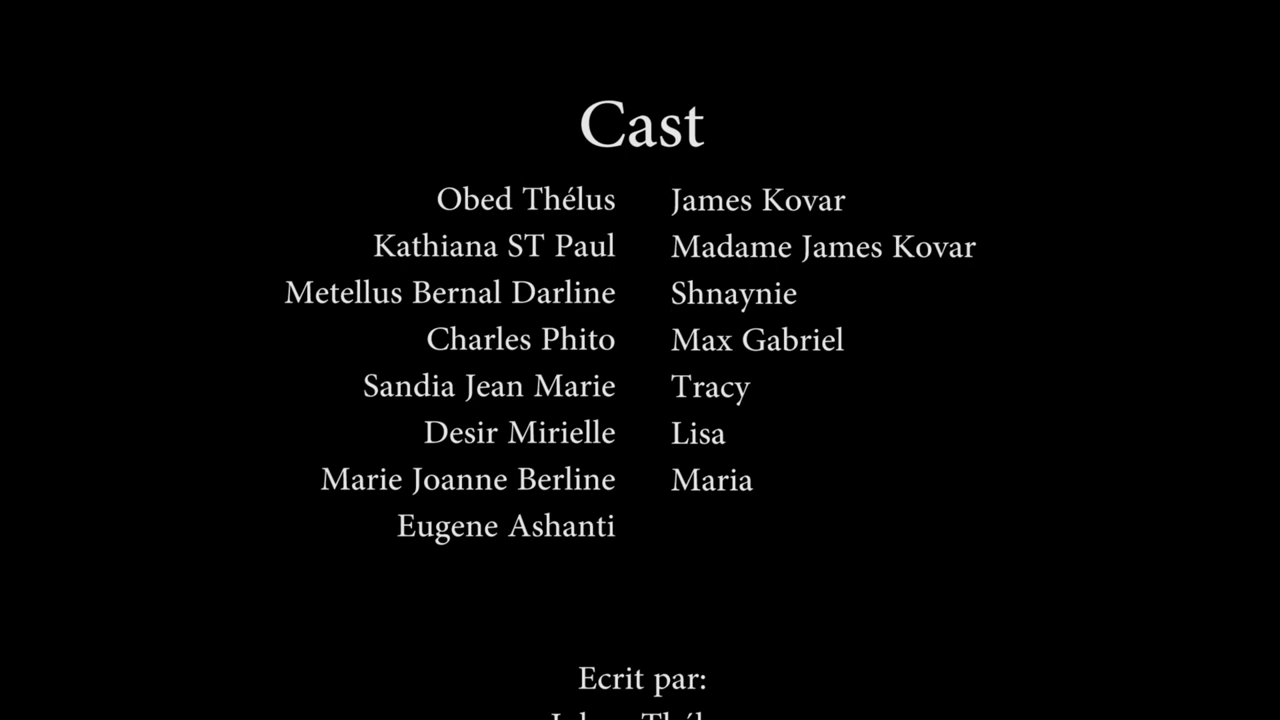 Cast
Obed Thélus James Kovar
Kathiana ST Paul Madame James Kovar
Metellus Bernal Darline Shnaynie
Charles Phito Max Gabriel
Sandia Jean Marie Tracy
Desir Mirielle Lisa
Marie Joanne Berline Maria
Eugene Ashanti
Ecrit par: